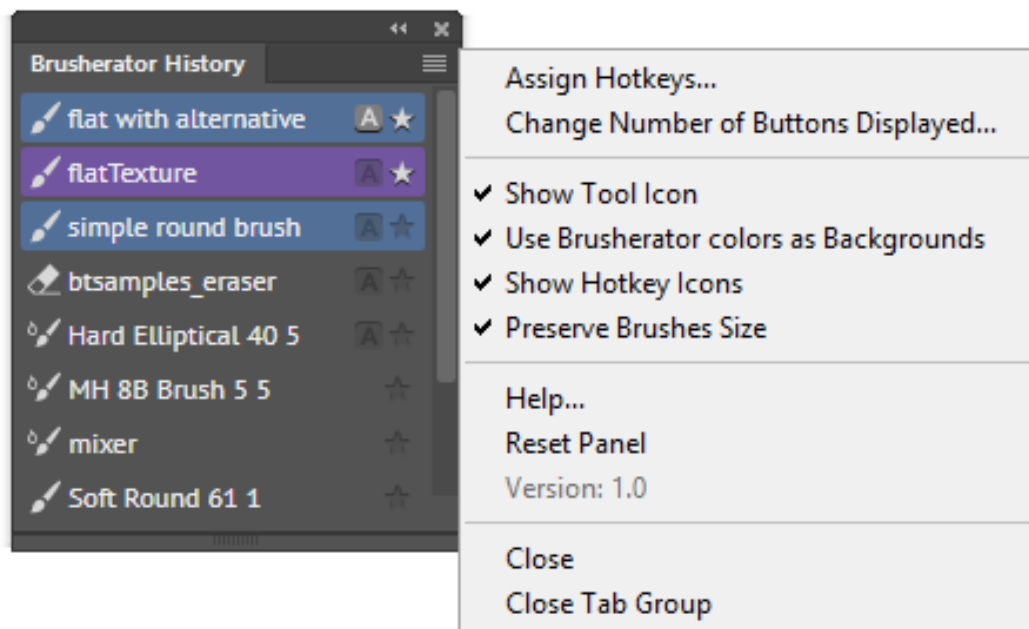 Brusherator History
flat with alternative A
flatTexture A
simple round brush A
btsamples_eraser A
Hard Elliptical 40 5 A
MH 8B Brush 5 5
mixer
Soft Round 61 1
Assign Hotkeys...
Change Number of Buttons Displayed...
Show Tool Icon
Use Brusherator colors as Backgrounds
Show Hotkey Icons
Preserve Brushes Size
Help...
Reset Panel
Version: 1.0
Close
Close Tab Group